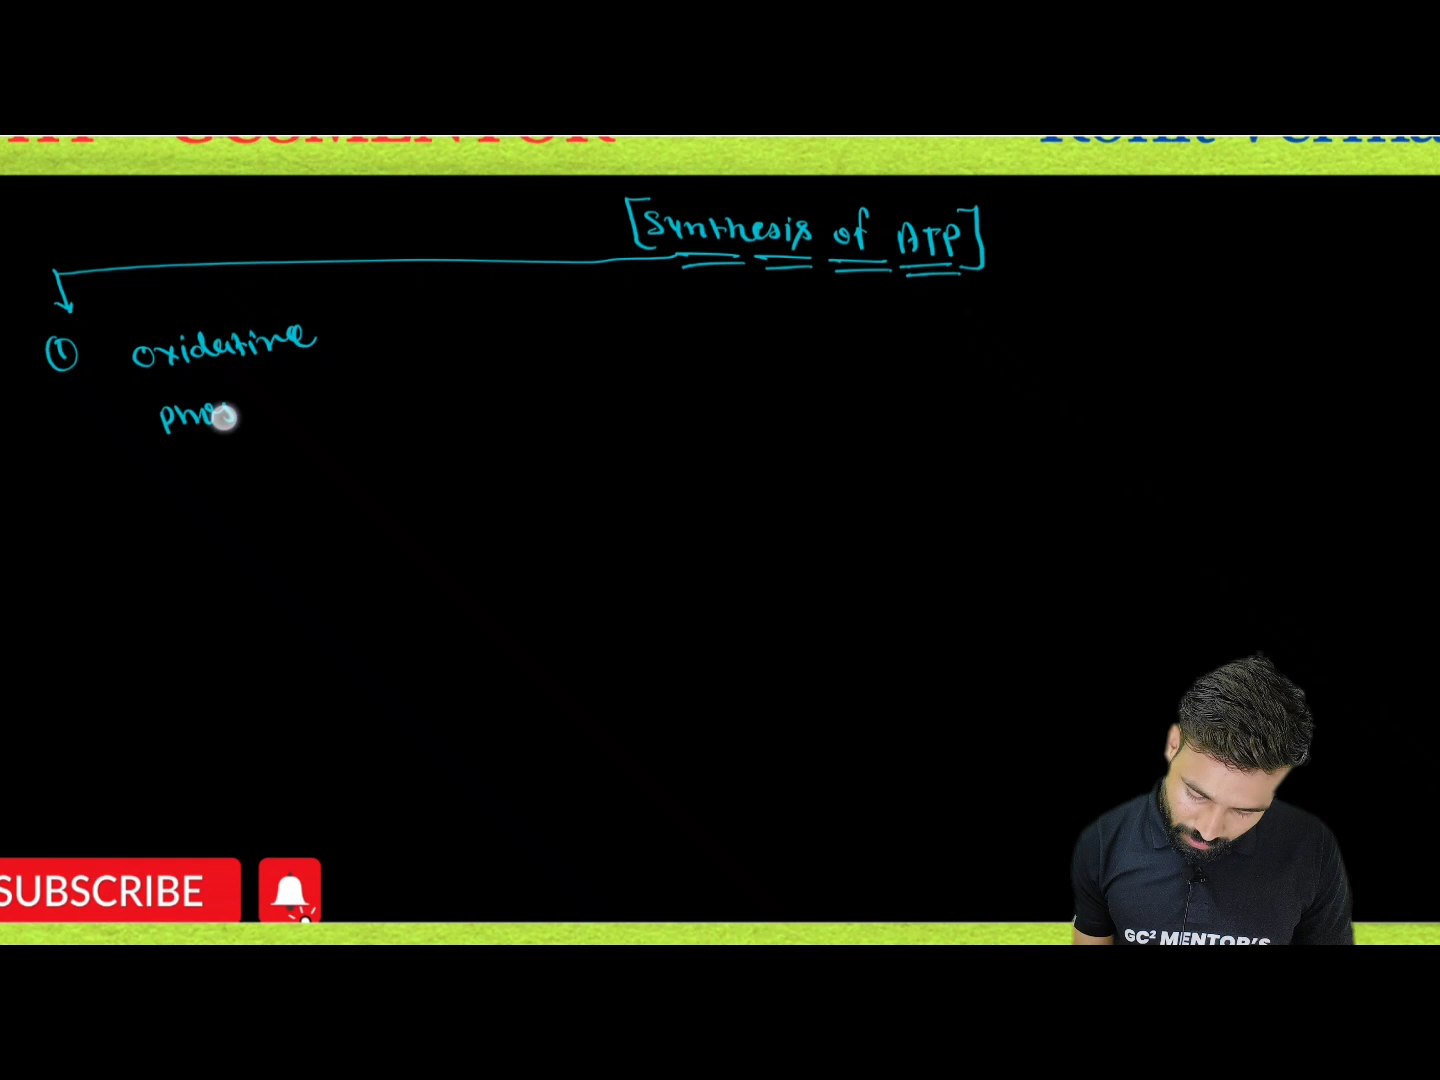 [Synthesis of ATP]
① oxidative
phos
SUBSCRIBE
GC² MENTOR'S